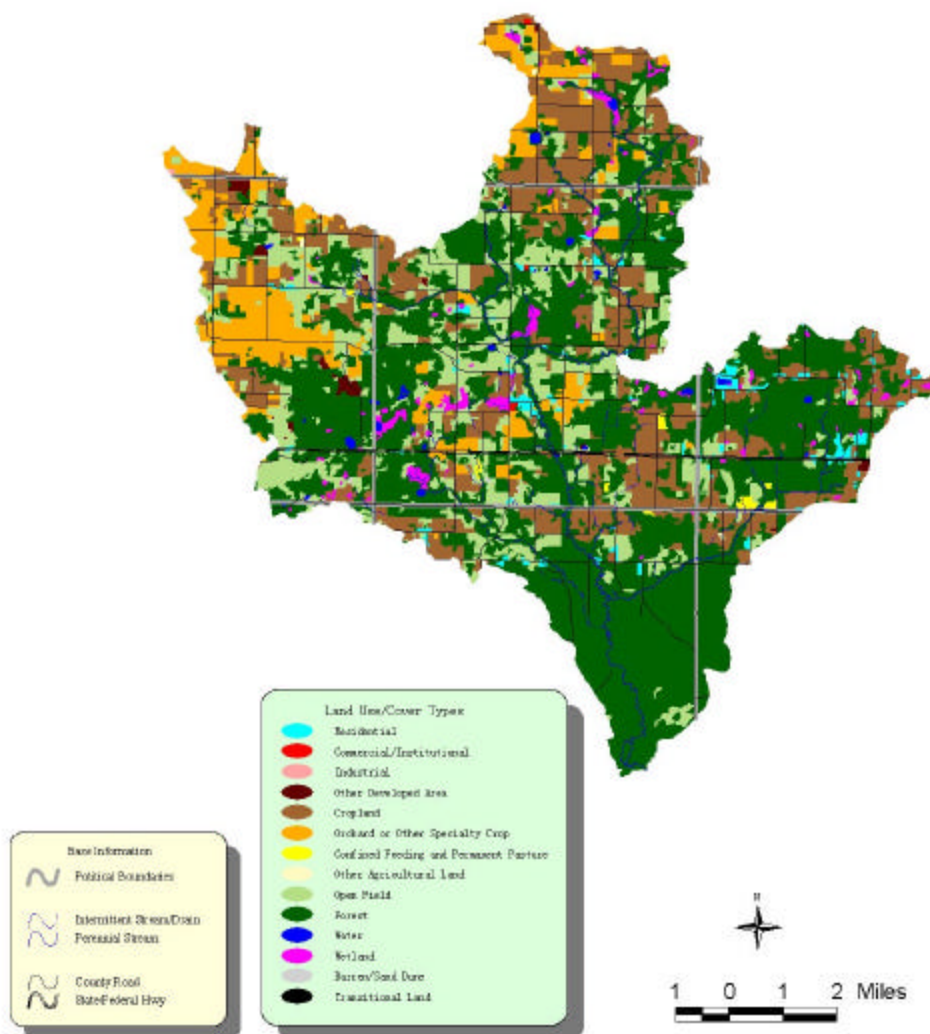 Land Use/Cover Types
Residential
Commercial/Institutional
Industrial
Other Developed Area
Cropland
Orchard or Other Specialty Crop
Confined Feeding and Permanent Pasture
Other Agricultural Land
Open Field
Forest
Water
Wetland
Barren/Sand Dune
Transitional Land
Base Information
Political Boundaries
Intermittent Stream/Drain
Perennial Stream
County Road
State/Federal Hwy
N
1 0 1 2 Miles